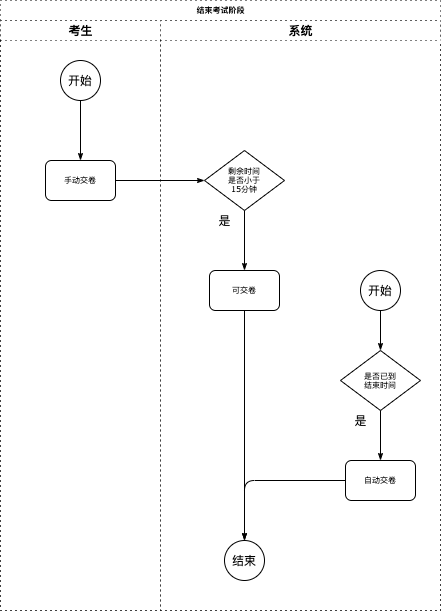 结束考试阶段
考生
系统
开始
手动交卷
剩余时间
是否小于
15分钟
是
可交卷
开始
是否已到
结束时间
是
自动交卷
结束